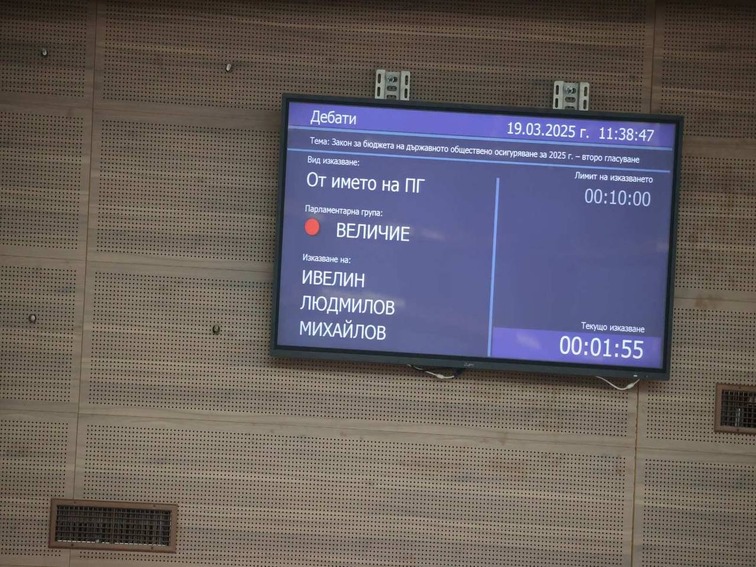 Дебати
19.03.2025 г. 11:38:47
Тема: Закон за бюджета на държавното обществено осигуряване за 2025 г. – второ гласуване
Вид изказване:
От името на ПГ
Парламентарна група:
ВЕЛИЧИЕ
Изказване на:
ИВЕЛИН
ЛЮДМИЛОВ
МИХАЙЛОВ
Лимит на изказването
00:10:00
Текущо изказване
00:01:55